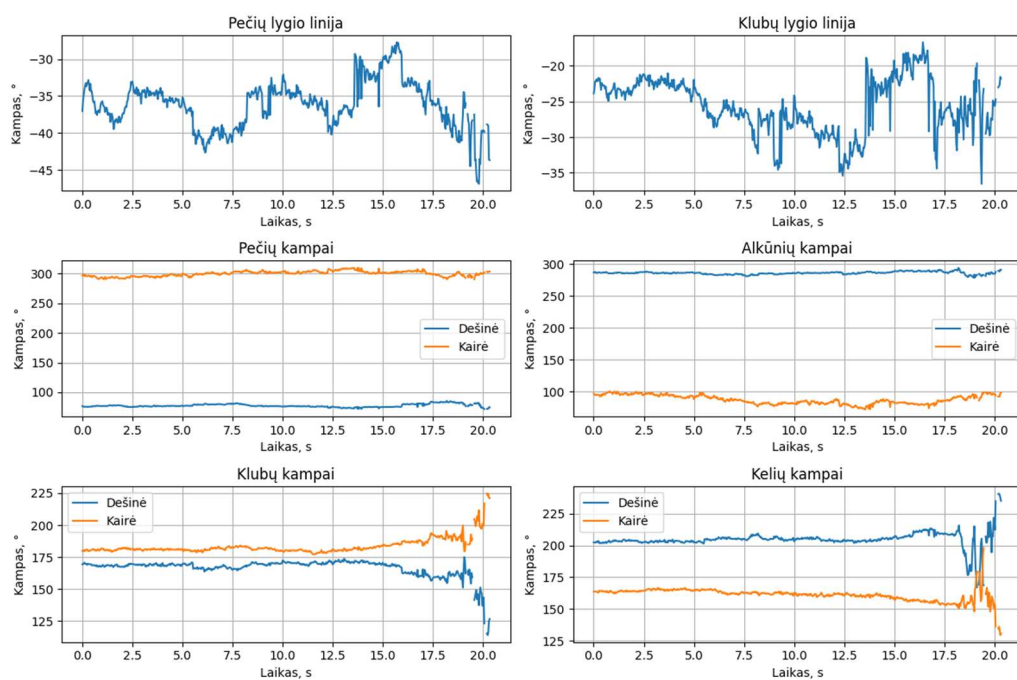 Pečių lygio linija
Kampas, °
−30
−35
−40
−45
0.0 2.5 5.0 7.5 10.0 12.5 15.0 17.5 20.0
Laikas, s
Klubų lygio linija
Kampas, °
−20
−25
−30
−35
0.0 2.5 5.0 7.5 10.0 12.5 15.0 17.5 20.0
Laikas, s
Pečių kampai
Kampas, °
300
250
200
150
100
Dešinė
Kairė
0.0 2.5 5.0 7.5 10.0 12.5 15.0 17.5 20.0
Laikas, s
Alkūnių kampai
Kampas, °
300
250
200
150
100
Dešinė
Kairė
0.0 2.5 5.0 7.5 10.0 12.5 15.0 17.5 20.0
Laikas, s
Klubų kampai
Kampas, °
225
200
175
150
125
Dešinė
Kairė
0.0 2.5 5.0 7.5 10.0 12.5 15.0 17.5 20.0
Laikas, s
Kelių kampai
Kampas, °
225
200
175
150
125
Dešinė
Kairė
0.0 2.5 5.0 7.5 10.0 12.5 15.0 17.5 20.0
Laikas, s